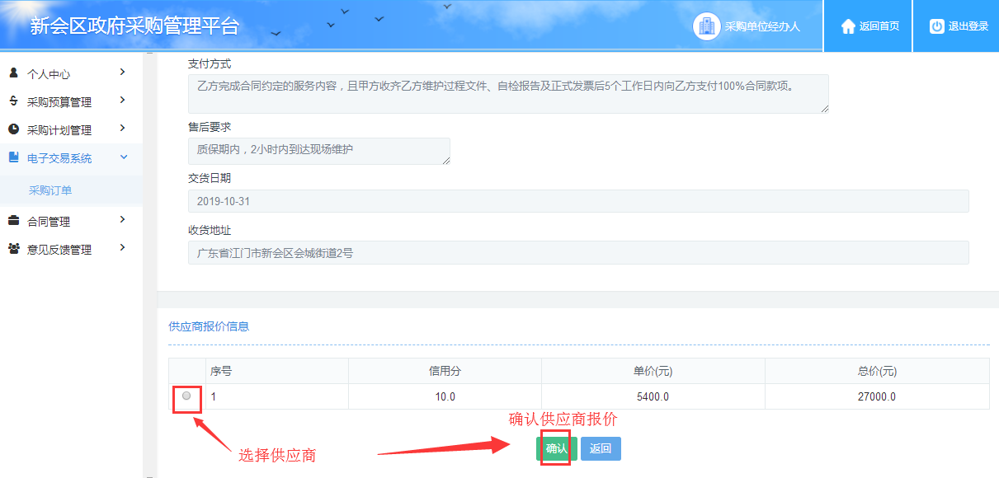 新会区政府采购管理平台
采购单位经办人
返回首页
退出登录
个人中心
采购预算管理
采购计划管理
电子交易系统
采购订单
合同管理
意见反馈管理
支付方式
乙方完成合同约定的服务内容，且甲方收齐乙方维护过程文件、自检报告及正式发票后5个工作日内向乙方支付100%合同款项。
售后要求
质保期内，2小时内到达现场维护
交货日期
2019-10-31
收货地址
广东省江门市新会区会城街道2号
供应商报价信息
序号 信用分 单价(元) 总价(元)
1 10.0 5400.0 27000.0
确认供应商报价
选择供应商
确认 返回